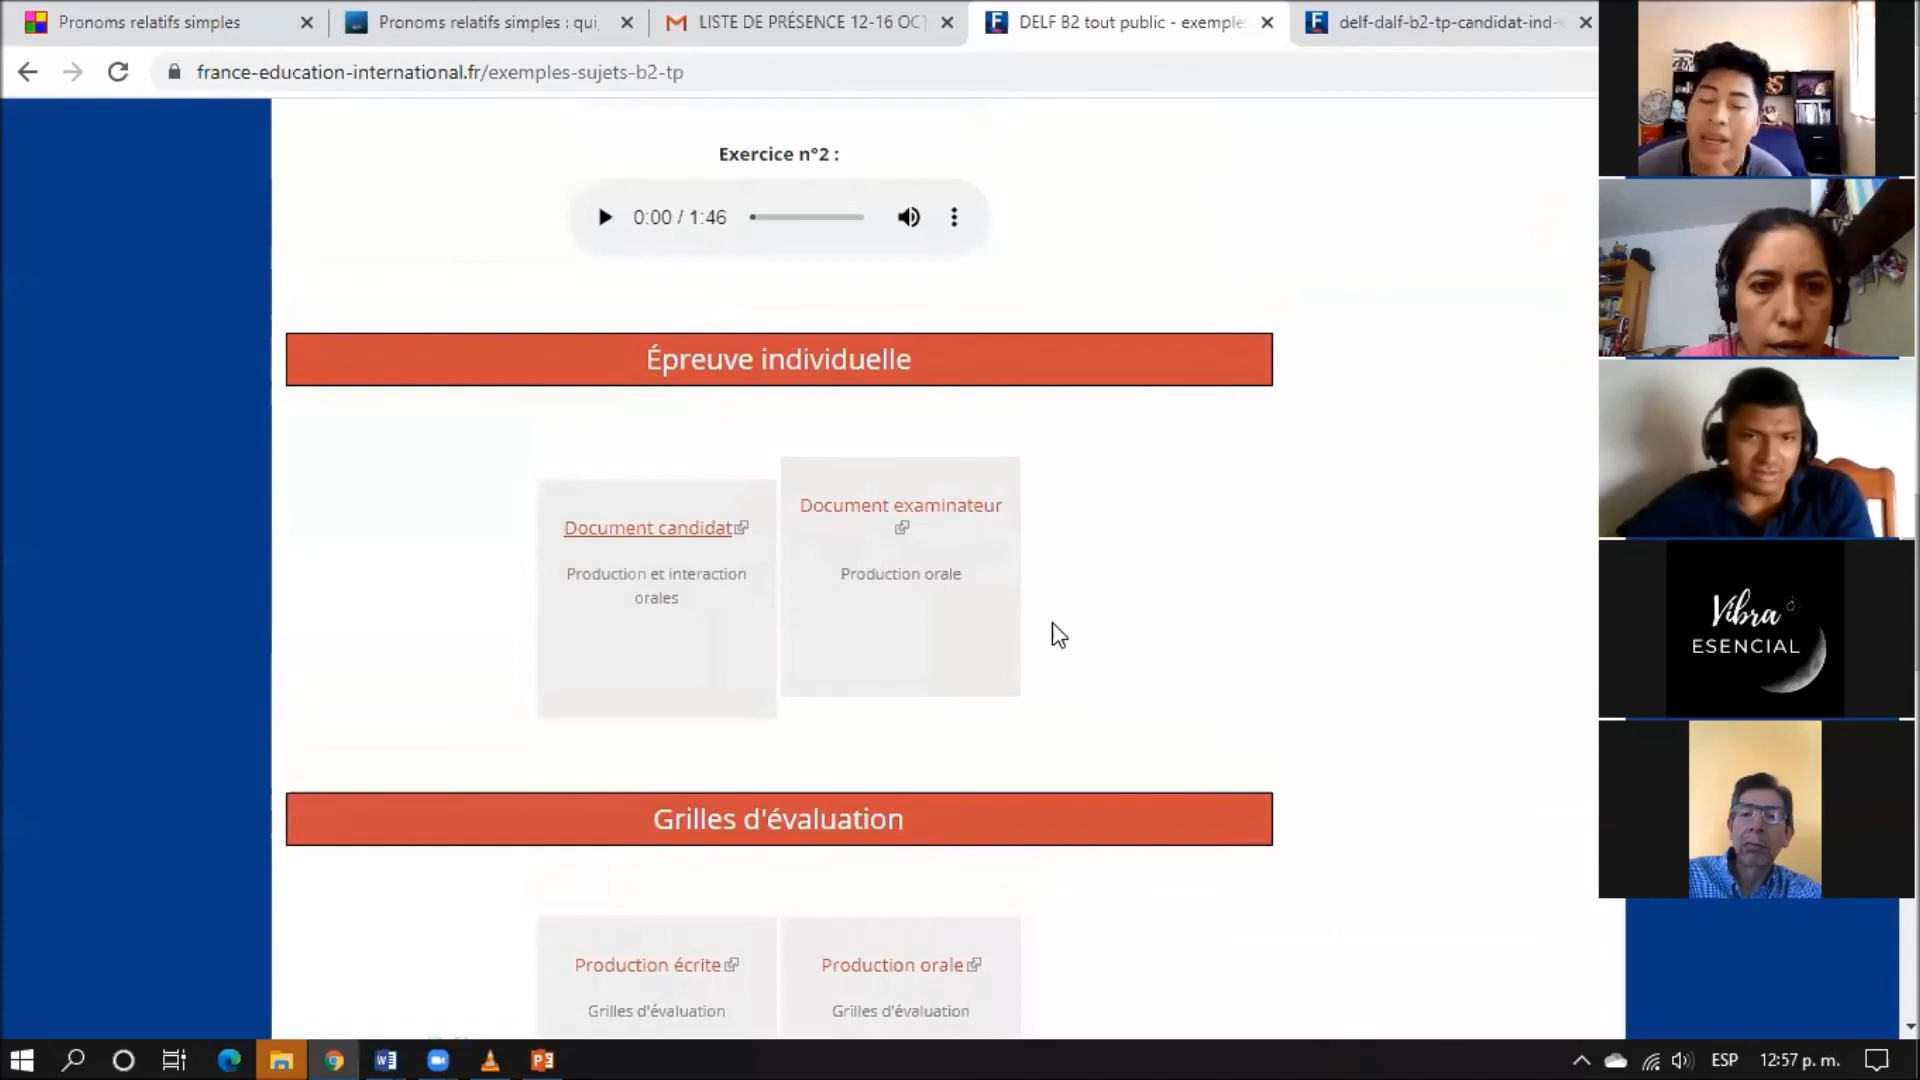 Pronoms relatifs simples
Pronoms relatifs simples : qui,
LISTE DE PRÉSENCE 12-16 OCT
DELF B2 tout public - exemple
delf-dalf-b2-tp-candidat-ind-
france-education-international.fr/exemples-sujets-b2-tp
Exercice n°2 :
0:00 / 1:46
Épreuve individuelle
Document candidat
Production et interaction
orales
Document examinateur
Production orale
Grilles d'évaluation
Production écrite
Grilles d'évaluation
Production orale
Grilles d'évaluation
Vibra
ESENCIAL
ESP
12:57 p. m.